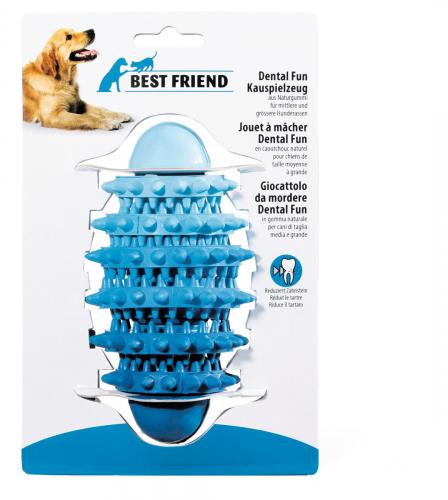 BEST FRIEND
Dental Fun
Kauspielzeug
aus Naturgummi
für mittlere und
grössere Hunderassen
Jouet à mâcher
Dental Fun
en caoutchouc naturel
pour chiens de
taille moyenne
à grande
Giocattolo
da mordere
Dental Fun
in gomma naturale
per cani di taglia
media e grande
Reduziert Zahnstein
Réduit le tartre
Riduce il tartaro